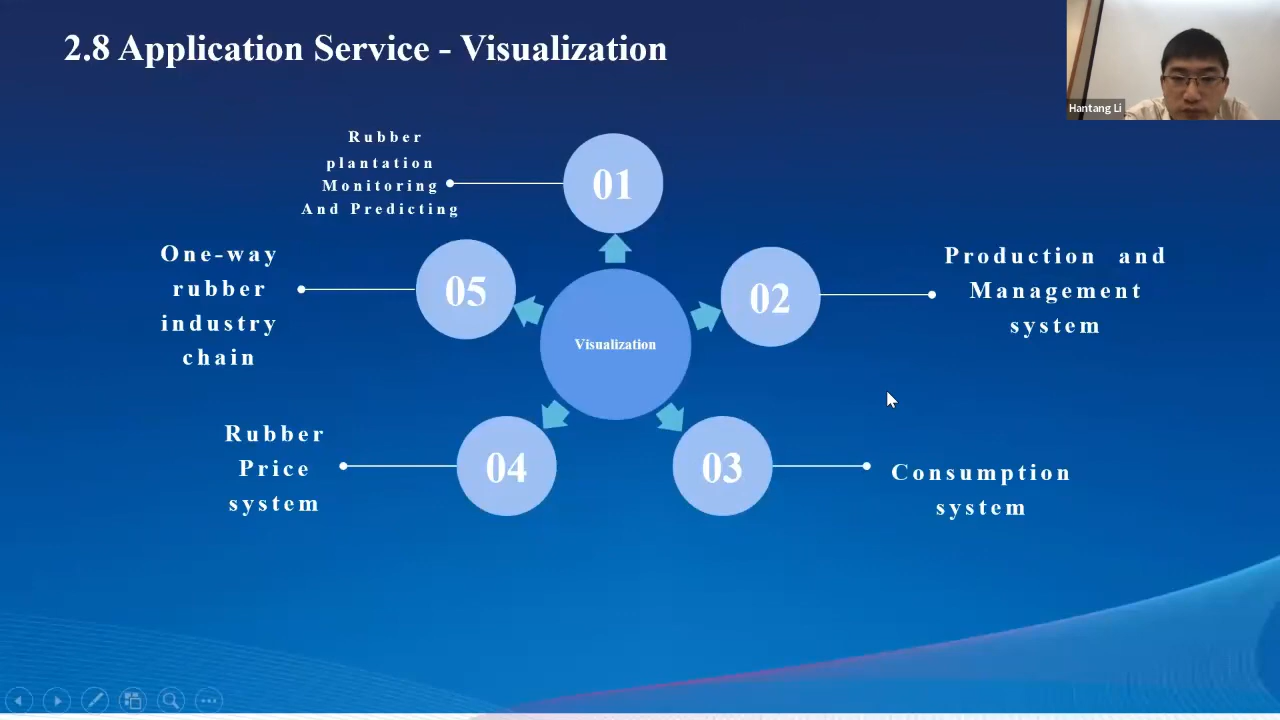 2.8 Application Service - Visualization
Hantang Li
Rubber
plantation
Monitoring
And Predicting
01
One-way
rubber
industry
chain
05
02
Production and
Management
system
Visualization
Rubber
Price
system
04
03
Consumption
system